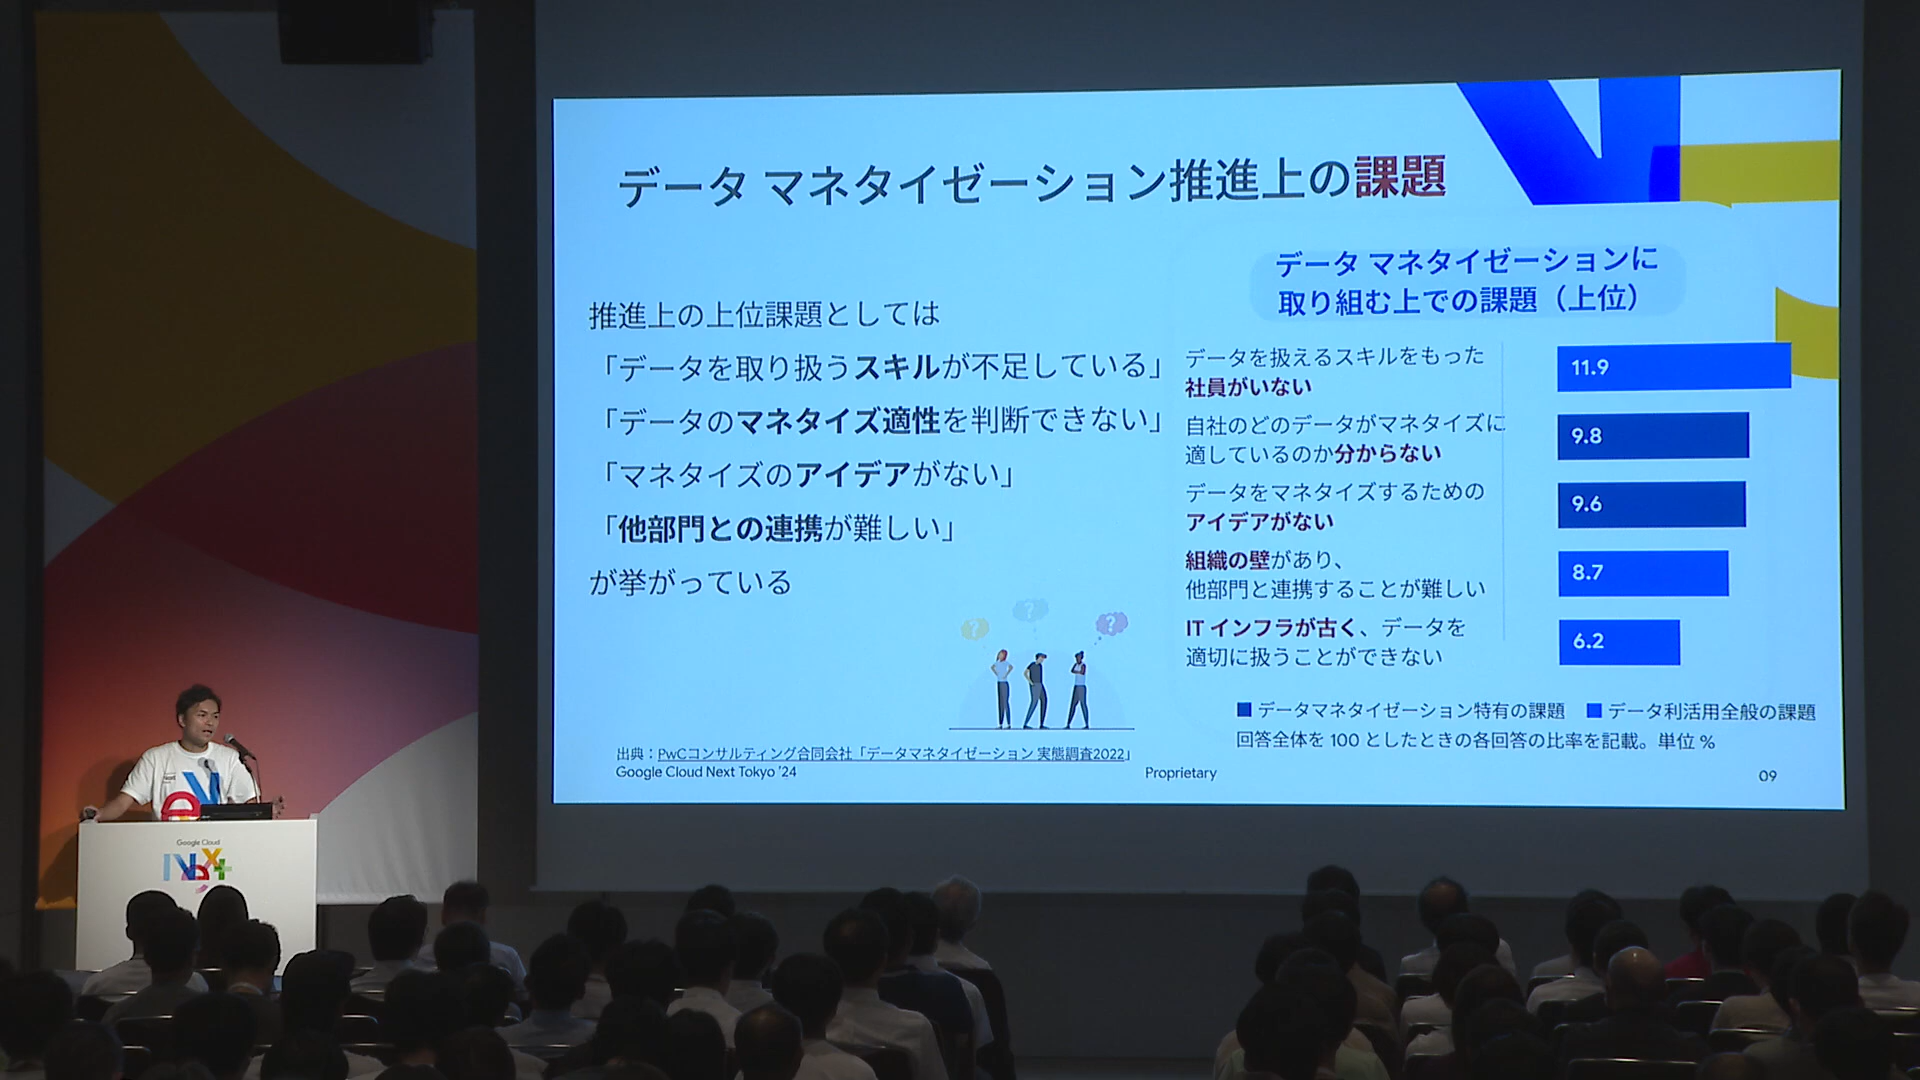 データ マネタイゼーション推進上の課題
推進上の上位課題としては
「データを取り扱うスキルが不足している」
「データのマネタイズ適性を判断できない」
「マネタイズのアイデアがない」
「他部門との連携が難しい」
が挙がっている
データ マネタイゼーションに
取り組む上での課題（上位）
データを扱えるスキルをもった
社員がいない
11.9
自社のどのデータがマネタイズに
適しているのか分からない
9.8
データをマネタイズするための
アイデアがない
9.6
組織の壁があり、
他部門と連携することが難しい
8.7
IT インフラが古く、データを
適切に扱うことができない
6.2
? ? ?
■ データマネタイゼーション特有の課題 ■ データ利活用全般の課題
回答全体を 100 としたときの各回答の比率を記載。単位 %
出典：PwCコンサルティング合同会社「データマネタイゼーション 実態調査2022」
Google Cloud Next Tokyo '24
Proprietary
09
Google Cloud
Next